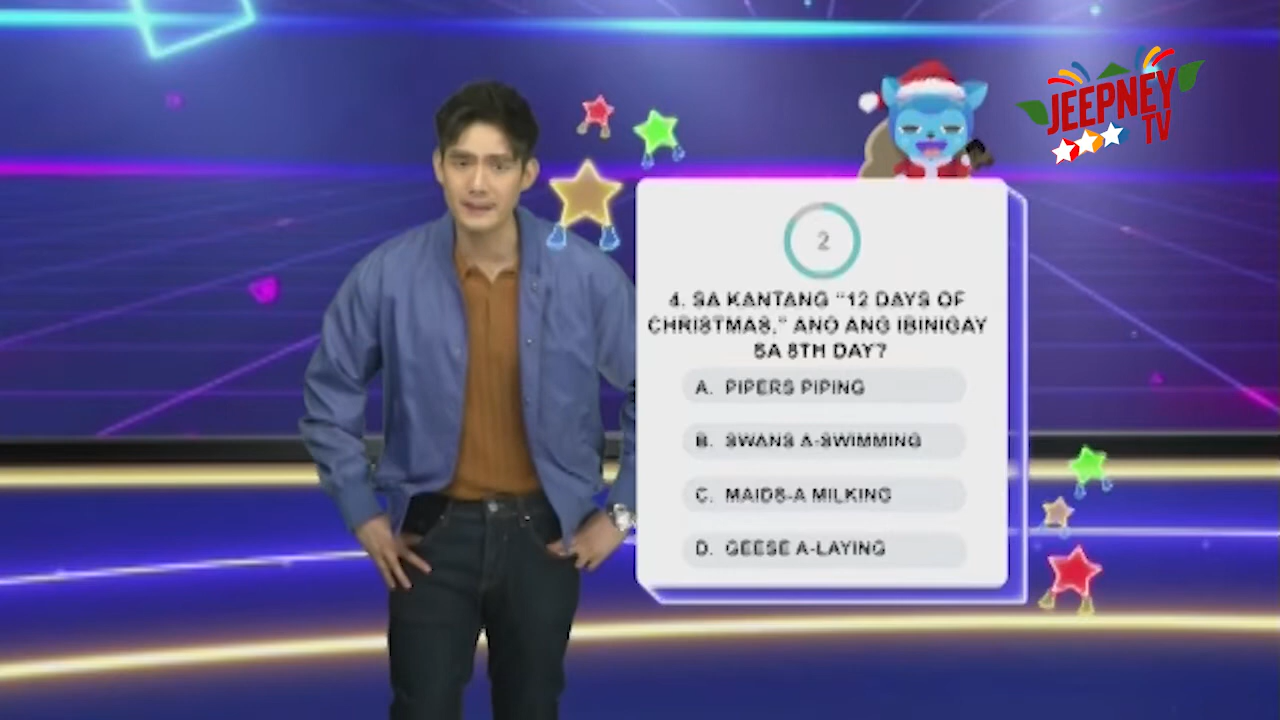 JEEPNEY
TV
2
4. SA KANTANG "12 DAYS OF
CHRISTMAS," ANO ANG IBINIGAY
SA 8TH DAY?
A. PIPERS PIPING
B. SWANS A-SWIMMING
C. MAIDS-A MILKING
D. GEESE A-LAYING